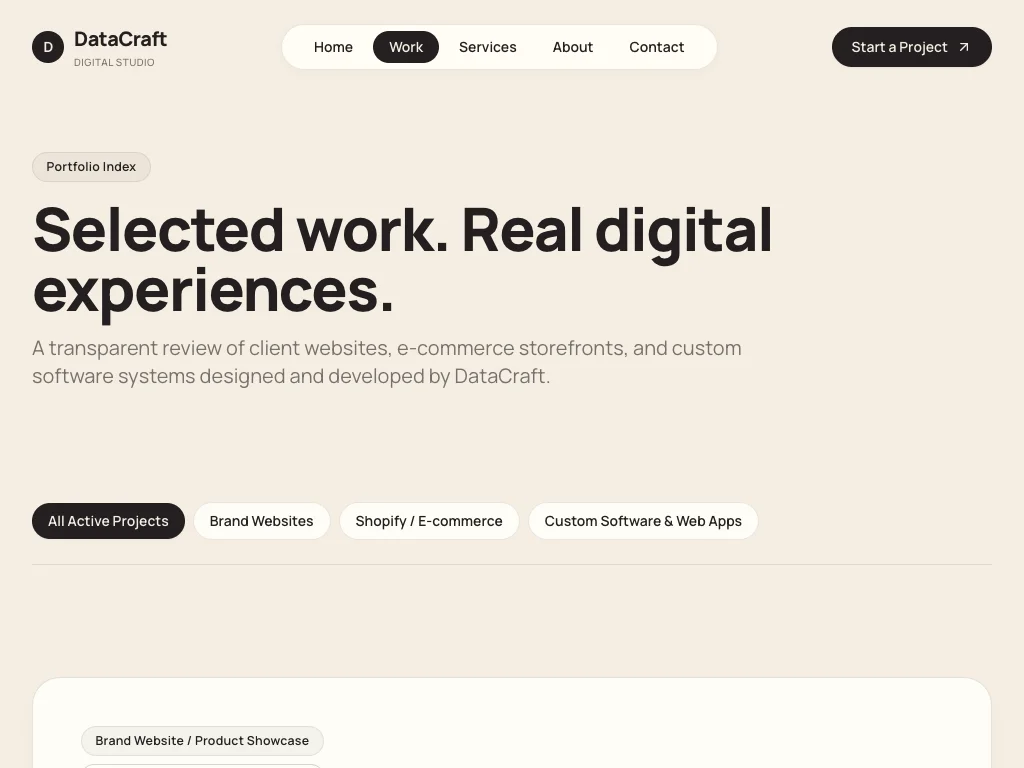 D
DataCraft
DIGITAL STUDIO
Home
Work
Services
About
Contact
Start a Project
Portfolio Index
Selected work. Real digital
experiences.
A transparent review of client websites, e-commerce storefronts, and custom
software systems designed and developed by DataCraft.
All Active Projects
Brand Websites
Shopify / E-commerce
Custom Software & Web Apps
Brand Website / Product Showcase